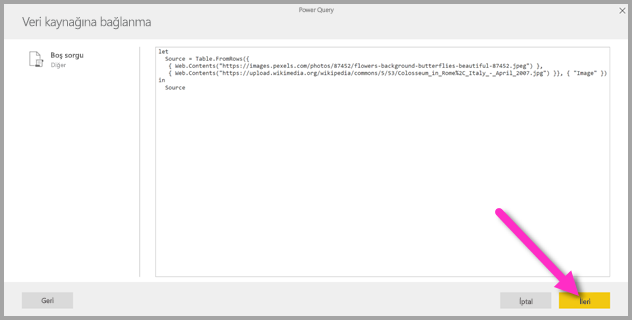 Power Query
Veri kaynağına bağlanma
Boş sorgu
Diğer
let
Source = Table.FromRows({
{ Web.Contents("https://images.pexels.com/photos/87452/flowers-background-butterflies-beautiful-87452.jpeg") },
{ Web.Contents("https://upload.wikimedia.org/wikipedia/commons/5/53/Colosseum_in_Rome%2C_Italy_-_April_2007.jpg") }}, { "Image" })
in
Source
Geri
İptal
İleri